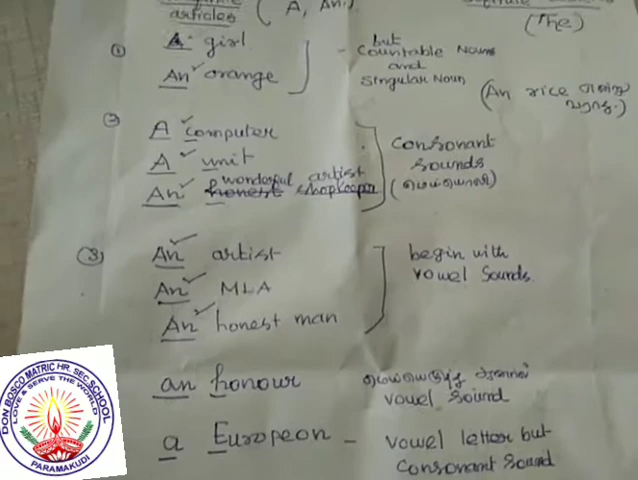 articles ( A, An.
(The)
① A girl
An orange
- but
Countable Noun
and
Singular Noun
(An rice
② A computer
A unit
An wonderful artist
honest shopkeeper
Consonant
Sounds
③ An artist
An MLA
An honest man
begin with
vowel Sounds.
an honour
vowel sound
a European - vowel letter but
consonant sound
DON BOSCO MATRIC HR. SEC. SCHOOL
LOVE & SERVE THE WORLD
PARAMAKUDI